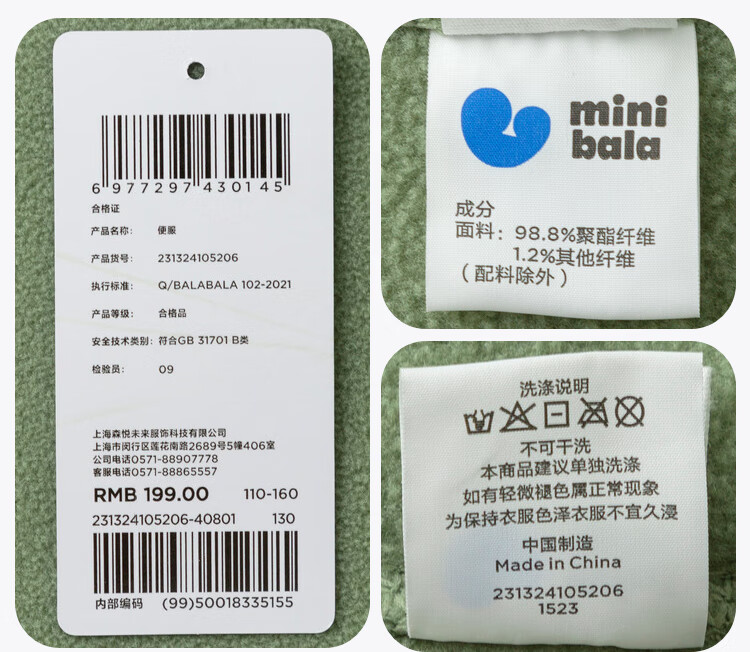 6 977297 430145
合格证
产品名称： 便服
产品货号： 231324105206
执行标准： Q/BALABALA 102-2021
产品等级： 合格品
安全技术类别： 符合GB 31701 B类
检验员： 09
上海森悦未来服饰科技有限公司
上海市闵行区莲花南路2689号5幢406室
公司电话0571-88907778
客服电话0571-88865557
RMB 199.00 110-160
231324105206-40801 130
内部编码 (99)50018335155
mini
bala
成分
面料： 98.8%聚酯纤维
1.2%其他纤维
（配料除外）
洗涤说明
不可干洗
本商品建议单独洗涤
如有轻微褪色属正常现象
为保持衣服色泽衣服不宜久浸
中国制造
Made in China
231324105206
1523